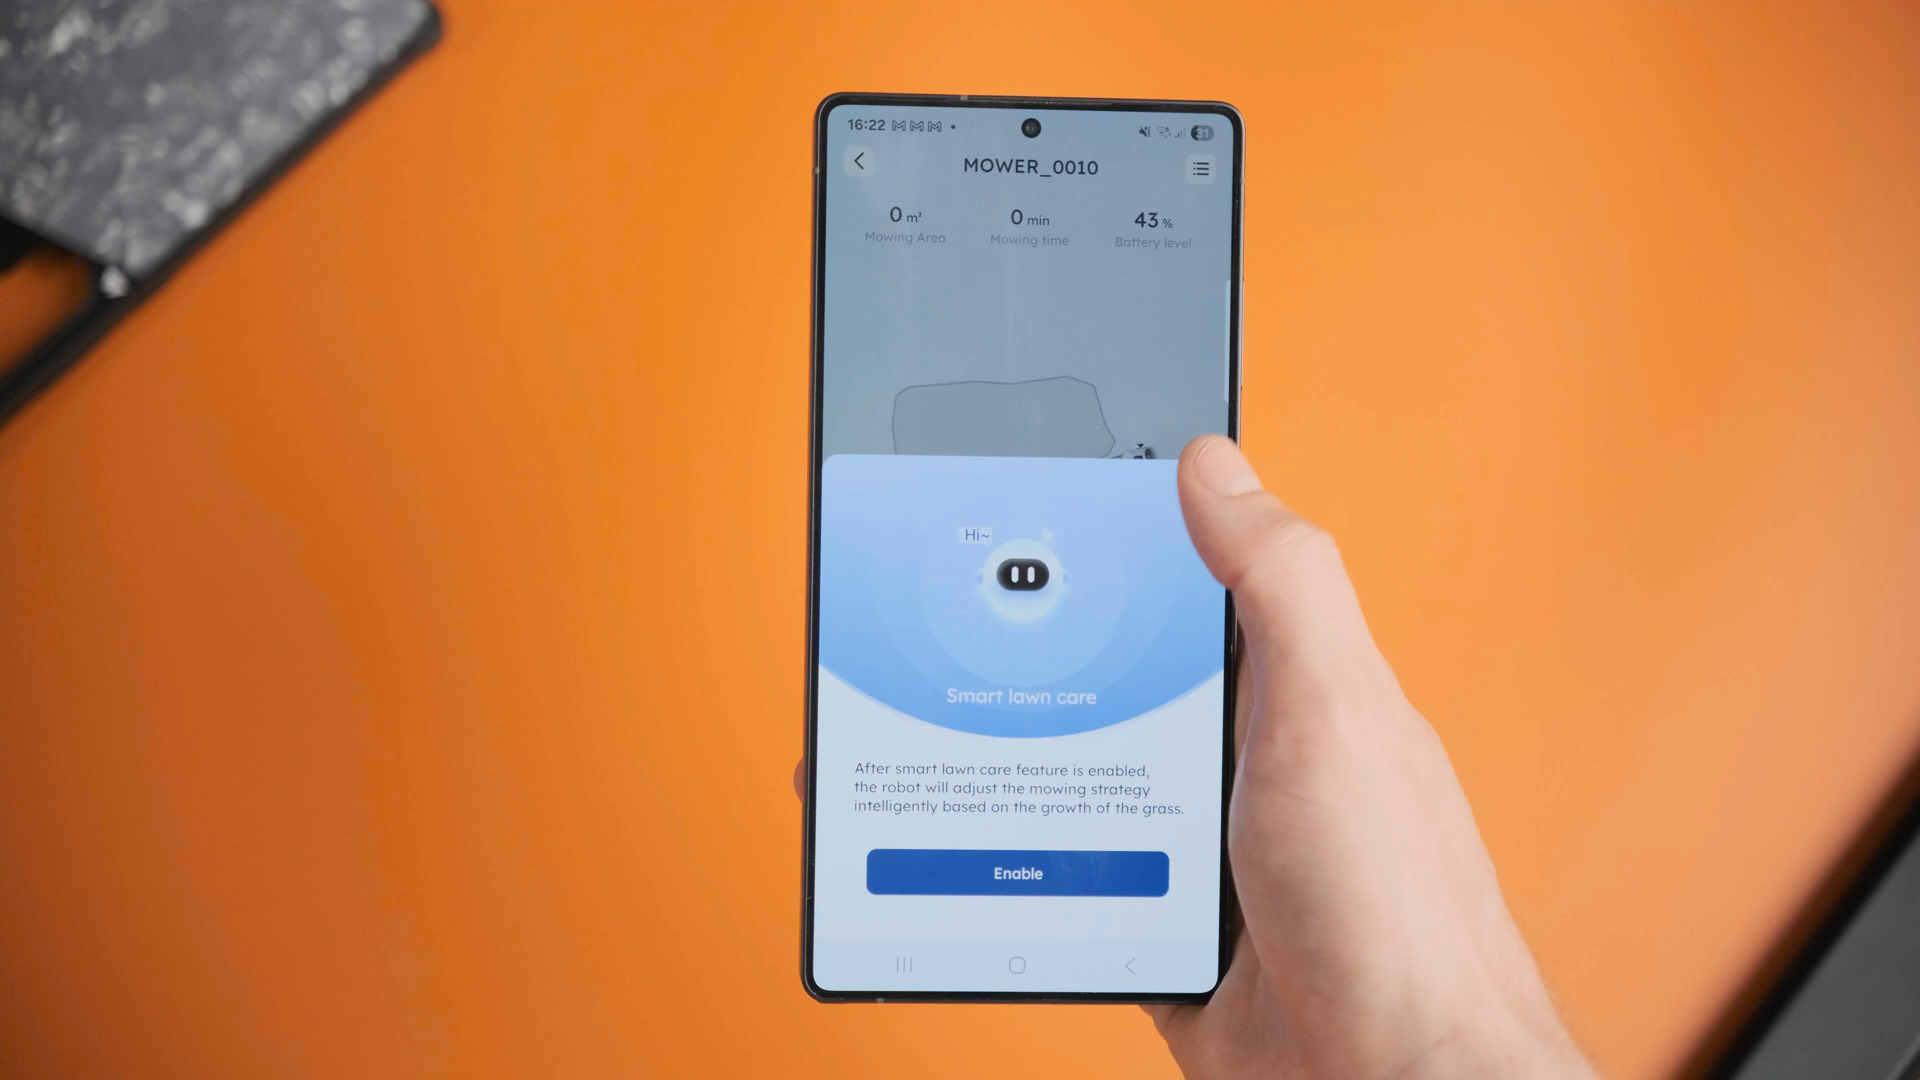 16:22
31
MOWER_0010
0 m² 0 min 43 %
Mowing Area Mowing time Battery level
Hi~
Smart lawn care
After smart lawn care feature is enabled,
the robot will adjust the mowing strategy
intelligently based on the growth of the grass.
Enable